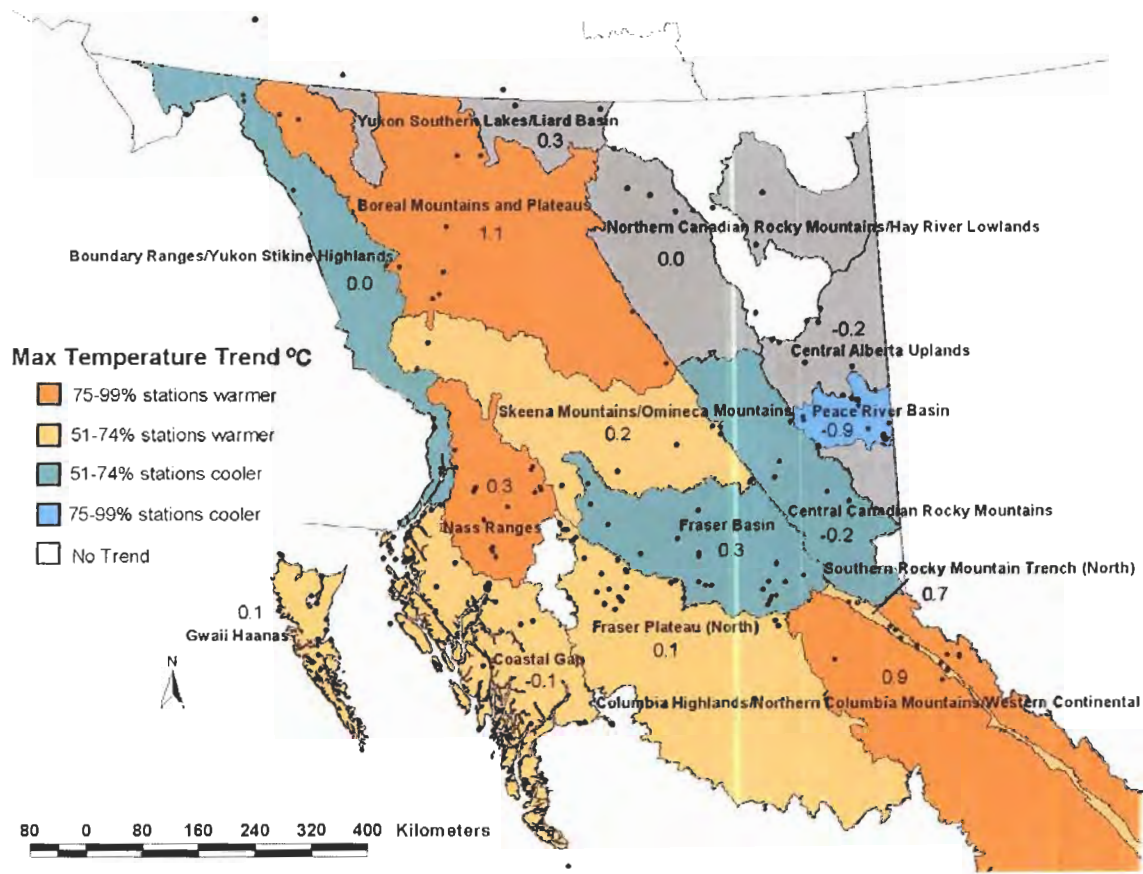 Yukon Southern Lakes/Liard Basin
0.3
Boreal Mountains and Plateaus
1.1
Northern Canadian Rocky Mountains/Hay River Lowlands
0.0
Boundary Ranges/Yukon Stikine Highlands
0.0
-0.2
Central Alberta Uplands
Max Temperature Trend °C
75-99% stations warmer
51-74% stations warmer
51-74% stations cooler
75-99% stations cooler
No Trend
Skeena Mountains/Omineca Mountains
0.2
Peace River Basin
-0.9
0.3
Nass Ranges
Fraser Basin
0.3
Central Canadian Rocky Mountains
-0.2
Southern Rocky Mountain Trench (North)
0.7
0.1
Gwaii Haanas
Fraser Plateau (North)
0.1
N
Coastal Gap
-0.1
0.9
Columbia Highlands/Northern Columbia Mountains/Western Continental
80 0 80 160 240 320 400 Kilometers